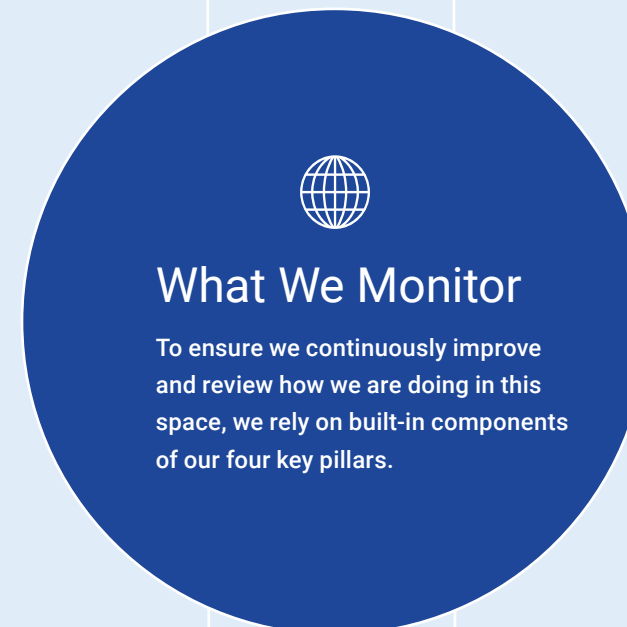 What We Monitor
To ensure we continuously improve
and review how we are doing in this
space, we rely on built-in components
of our four key pillars.